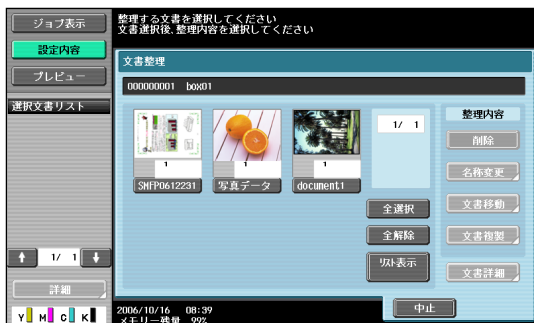 ジョブ表示
設定内容
プレビュー
選択文書リスト
1/ 1
詳細
Y M C K
整理する文書を選択してください
文書選択後、整理内容を選択してください
文書整理
000000001 box01
1
SHFP0612231
1
写真データ
1
document1
1/ 1
全選択
全解除
リスト表示
整理内容
削除
名称変更
文書移動
文書複製
文書詳細
中止
2006/10/16 08:39
メモリー残量 99%